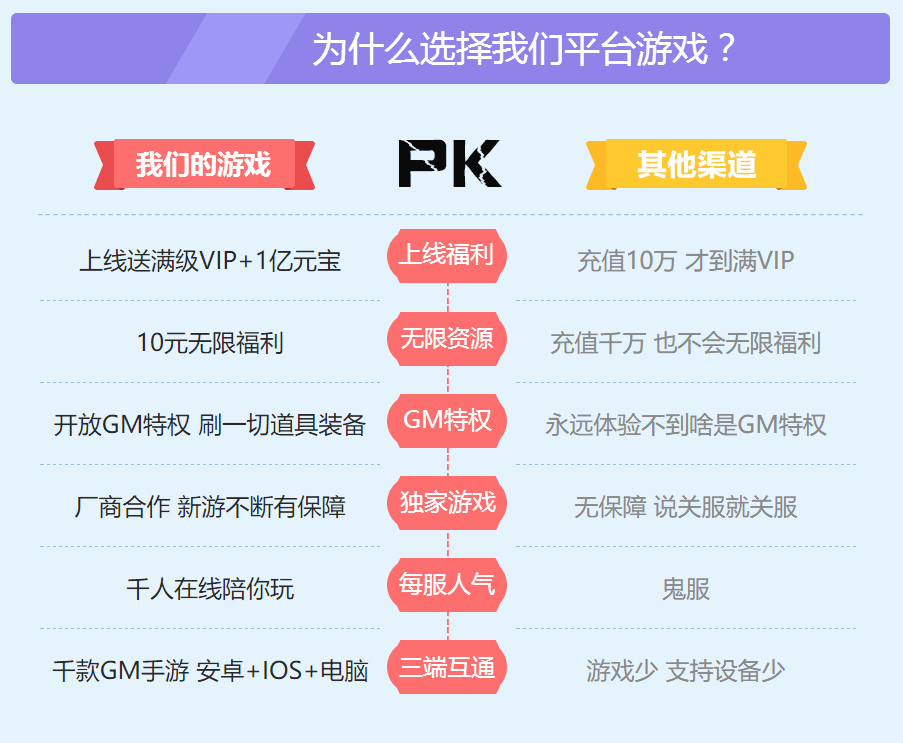 为什么选择我们平台游戏？
我们的游戏 PK 其他渠道
上线送满级VIP+1亿元宝 上线福利 充值10万 才到满VIP
10元无限福利 无限资源 充值千万 也不会无限福利
开放GM特权 刷一切道具装备 GM特权 永远体验不到啥是GM特权
厂商合作 新游不断有保障 独家游戏 无保障 说关服就关服
千人在线陪你玩 每服人气 鬼服
千款GM手游 安卓+IOS+电脑 三端互通 游戏少 支持设备少